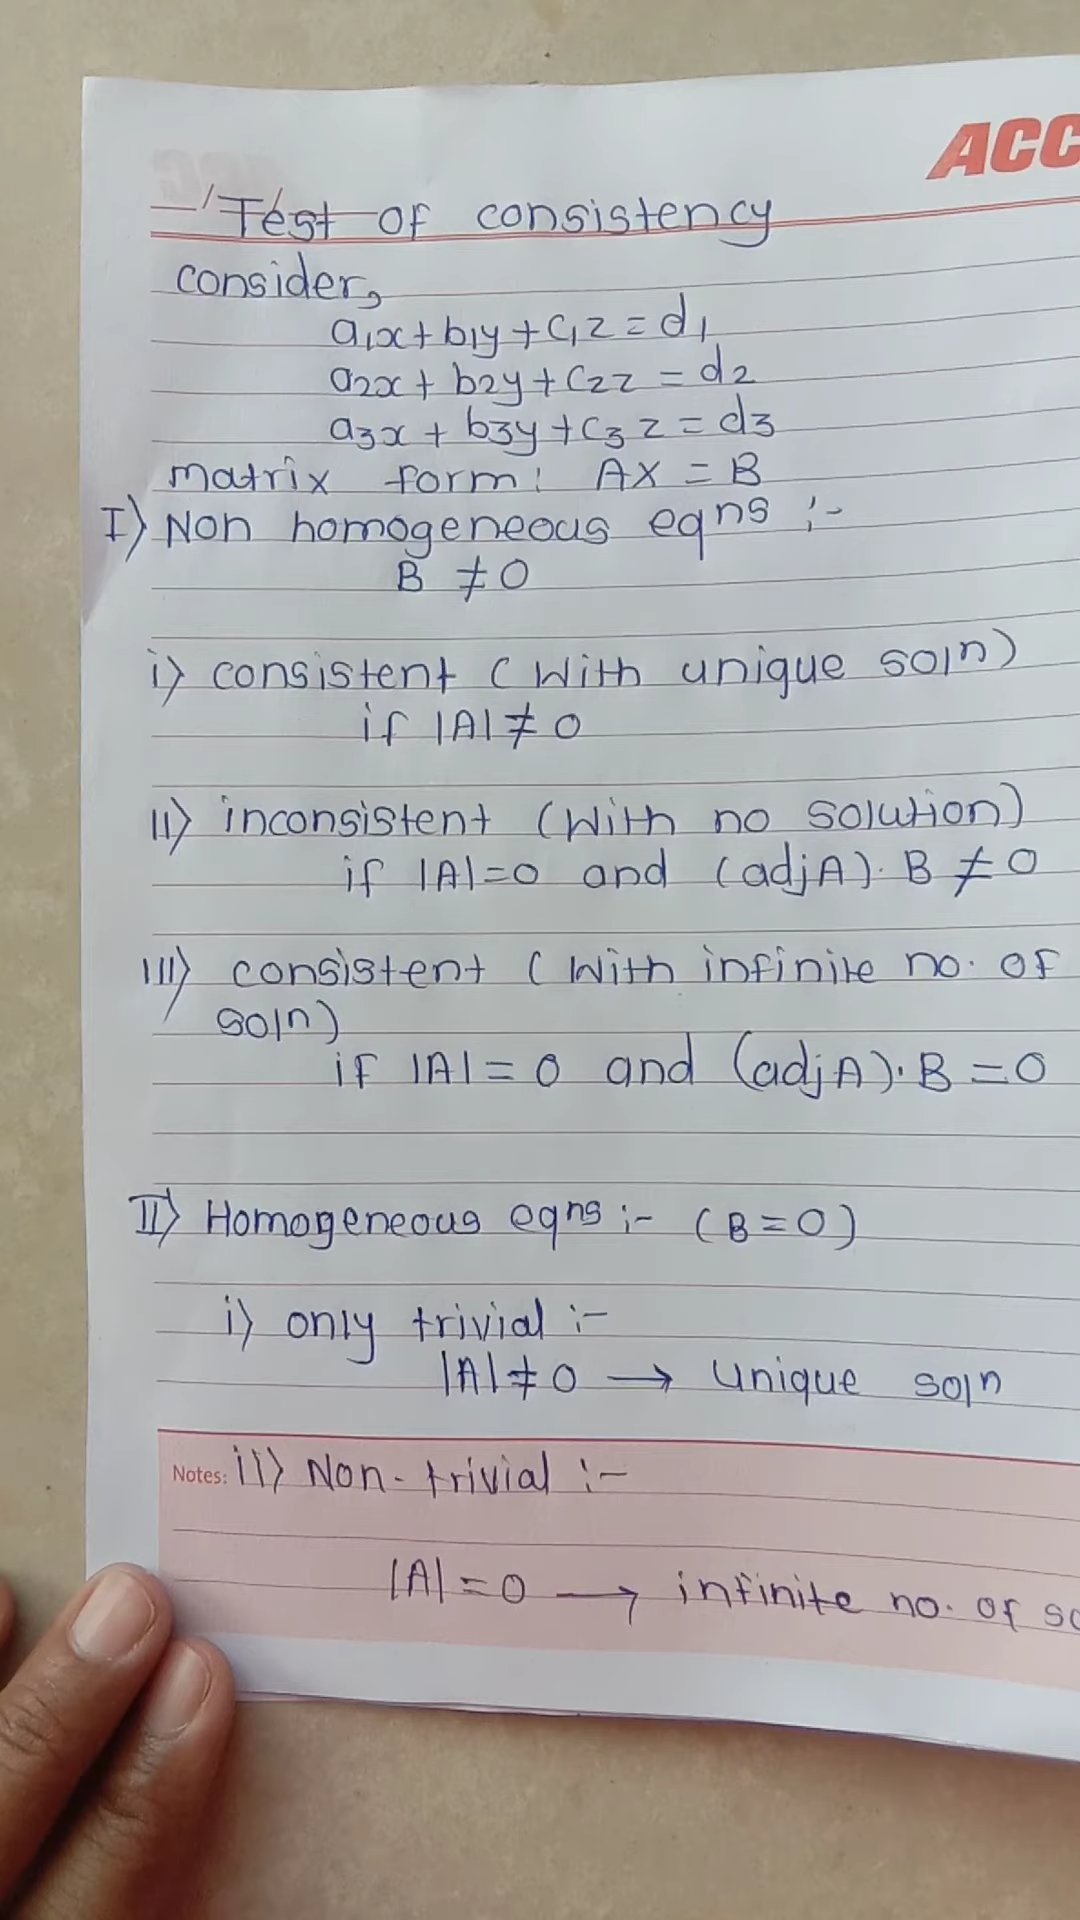 ACC
Test of consistency
consider,
a₁x + b₁y + c₁z = d₁
a₂x + b₂y + c₂z = d₂
a₃x + b₃y + c₃z = d₃
matrix form: AX = B
I) Non homogeneous eqns :-
B ≠ 0
i) consistent (With unique soln)
if |A| ≠ 0
ii) inconsistent (With no solution)
if |A| = 0 and (adjA). B ≠ 0
iii) consistent (With infinite no. of
soln)
if |A| = 0 and (adjA). B = 0
II) Homogeneous eqns :- (B = 0)
i) only trivial :-
|A| ≠ 0 → unique soln
Notes: ii) Non-trivial :-
|A| = 0 → infinite no. of so